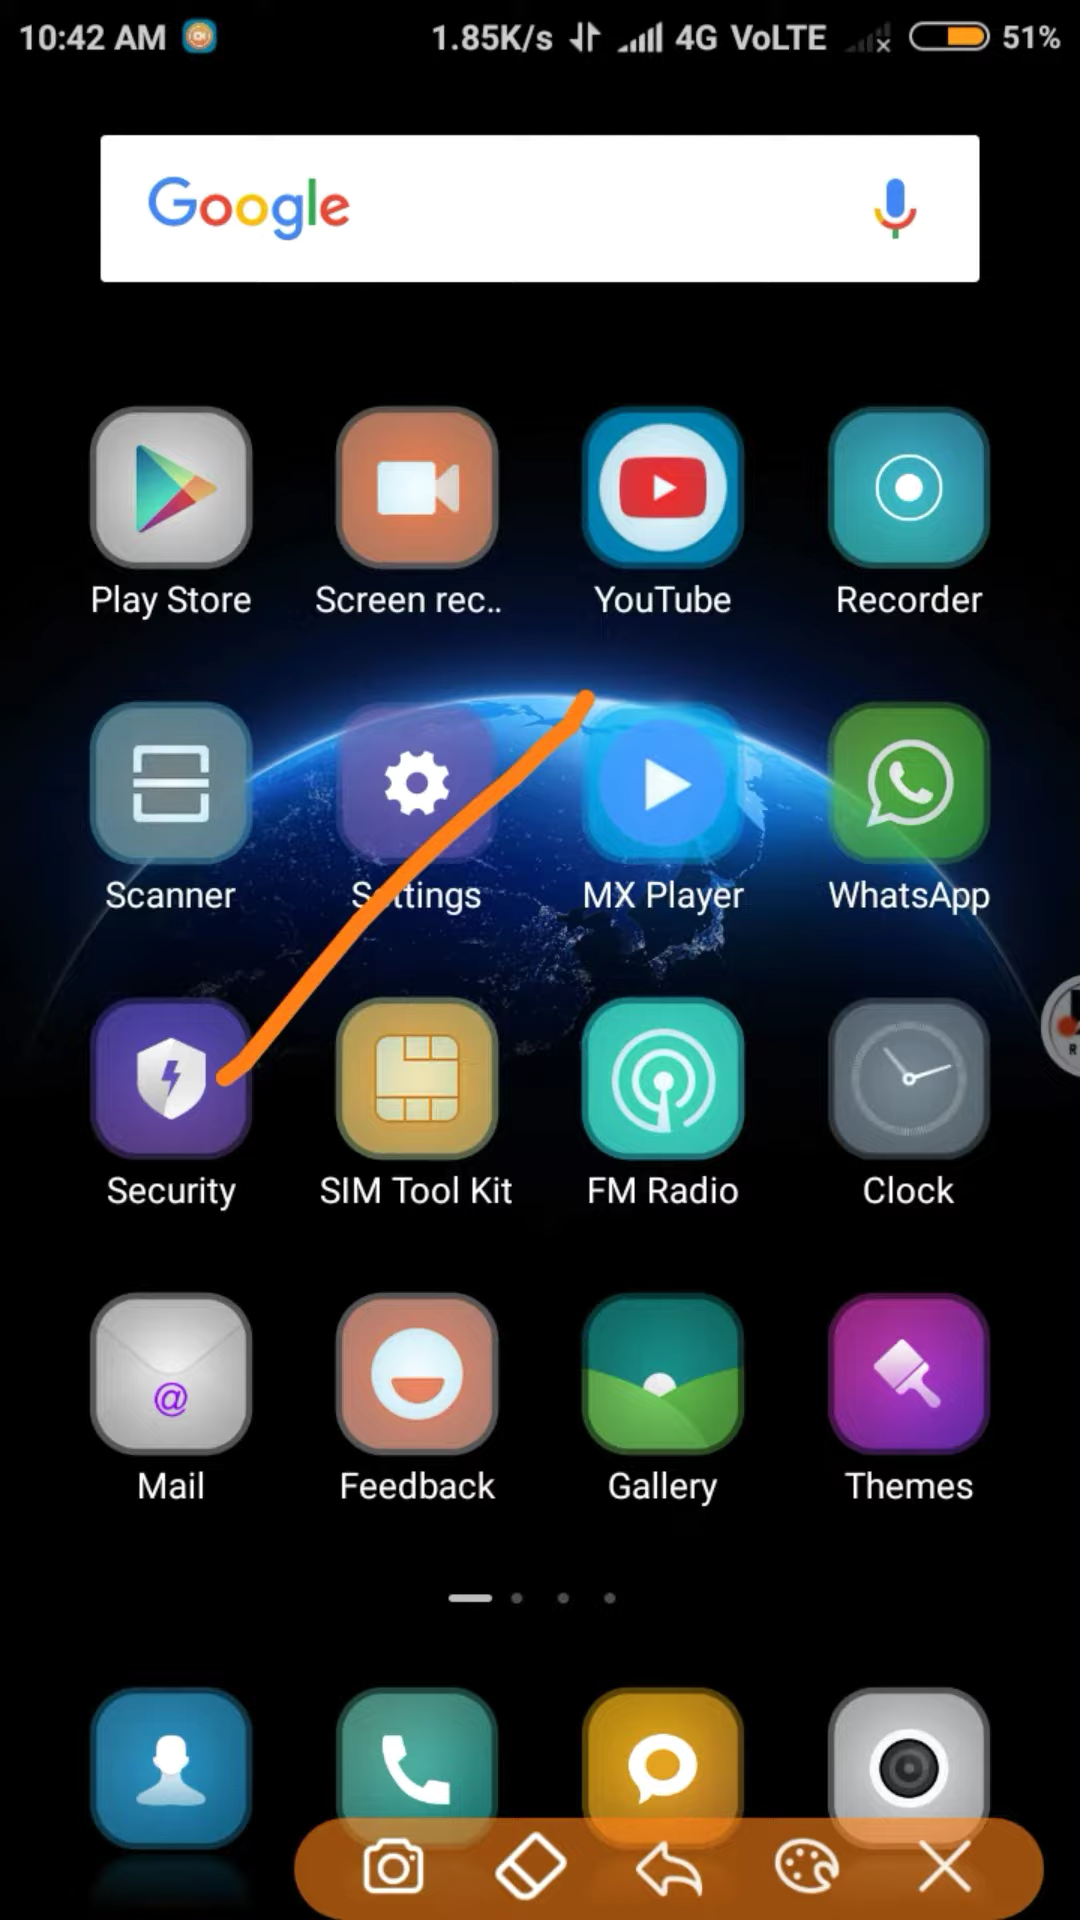 10:42 AM 1.85K/s 4G VoLTE 51%
Google
Play Store Screen rec.. YouTube Recorder
Scanner Settings MX Player WhatsApp
Security SIM Tool Kit FM Radio Clock
@
Mail Feedback Gallery Themes